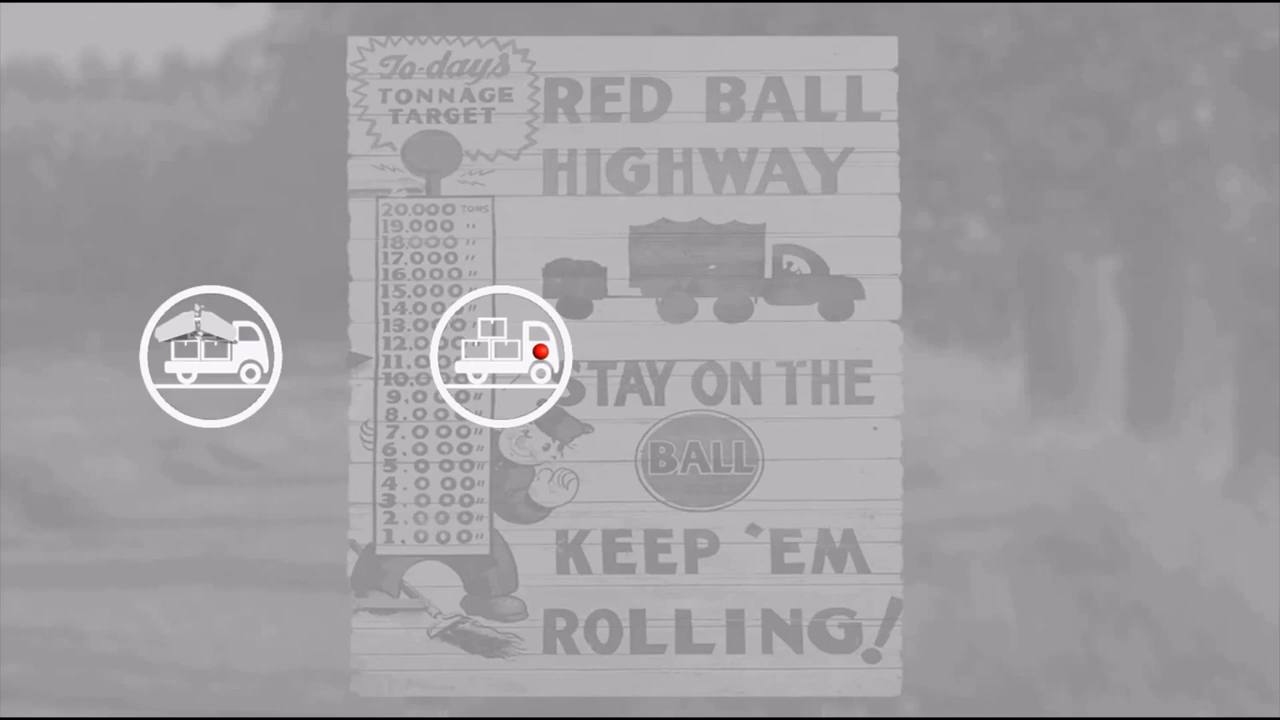 To-day's
TONNAGE
TARGET
RED BALL
HIGHWAY
20.000 TONS
19.000 "
18.000 "
17.000 "
16.000 "
15.000 "
14.000 "
13.000 "
12.000
11.000
10.000
9.000
8.000 "
7.000 "
6.000 "
5.000 "
4.000 "
3.000 "
2.000 "
1.000 "
STAY ON THE
BALL
KEEP 'EM
ROLLING!